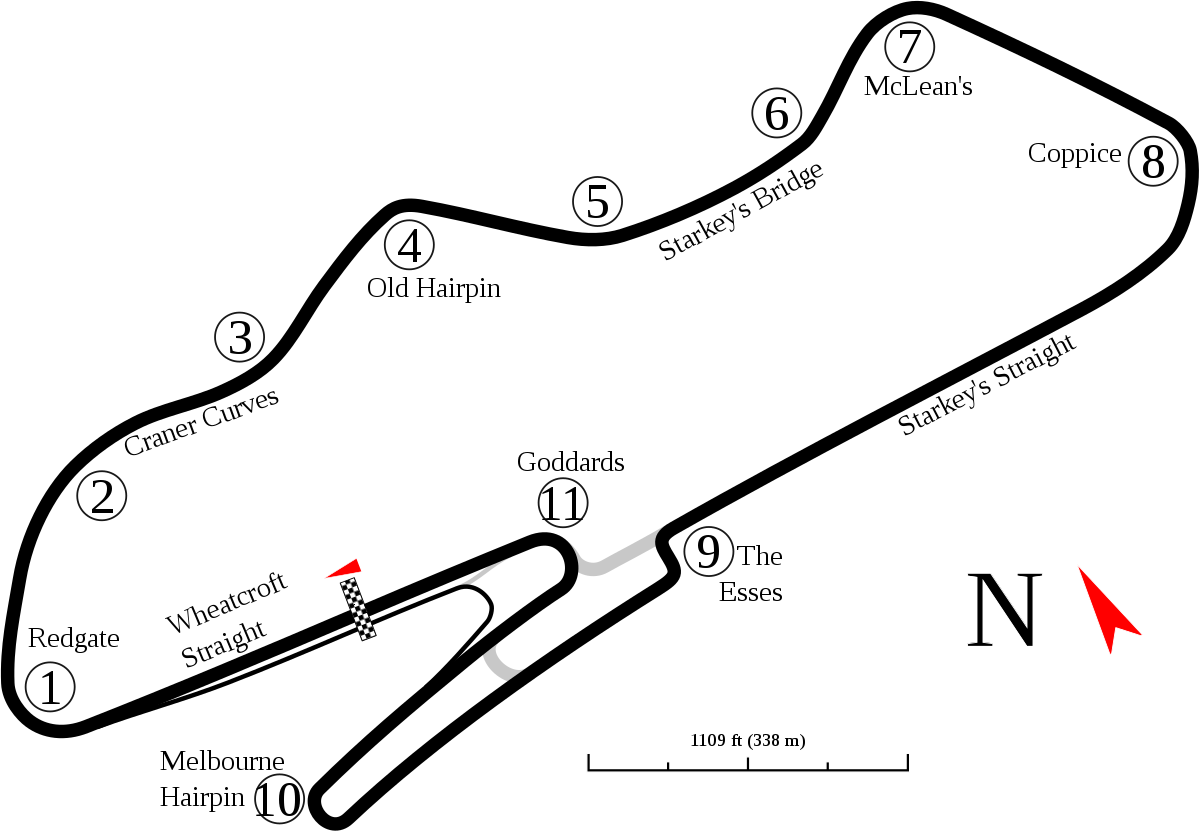 7
McLean's
6
Coppice
8
5
Starkey's Bridge
4
Old Hairpin
3
Craner Curves
Starkey's Straight
2
Goddards
11
9
The
Esses
Wheatcroft
Straight
Redgate
1
N
1109 ft (338 m)
Melbourne
Hairpin
10